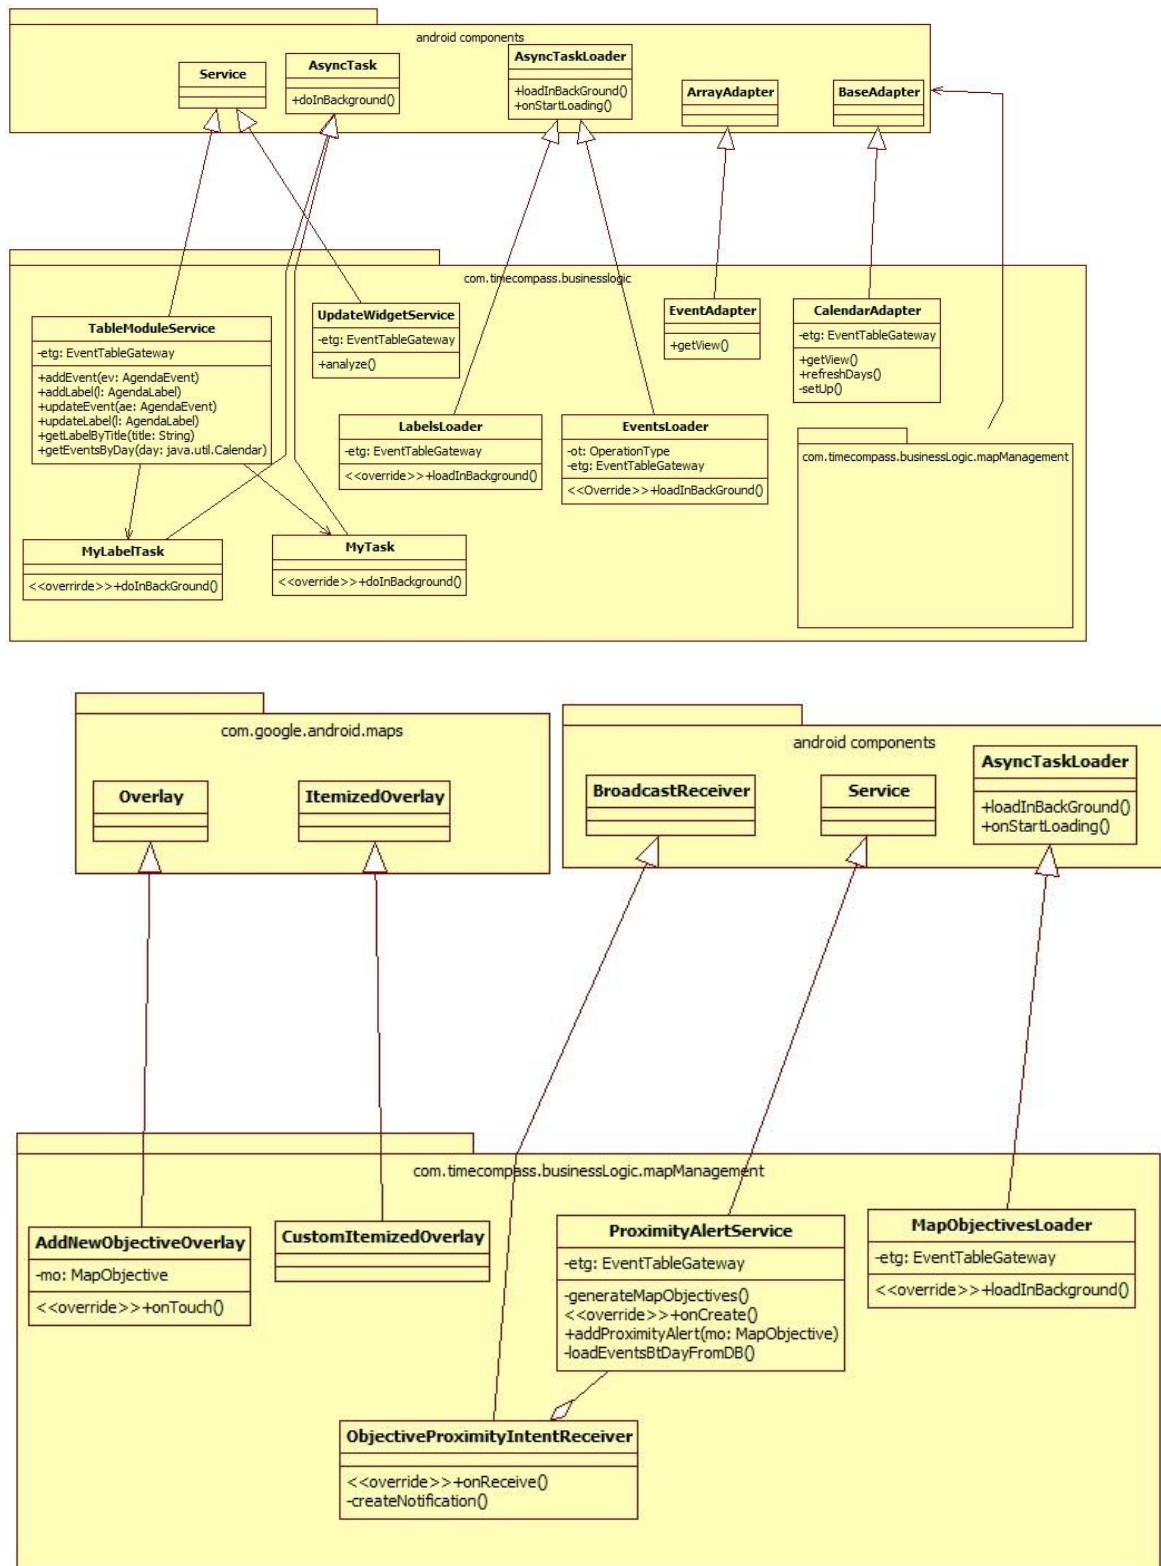 android components
Service
AsyncTask
+doInBackground()
AsyncTaskLoader
+loadInBackGround()
+onStartLoading()
ArrayAdapter
BaseAdapter
com.timecompass.businesslogic
TableModuleService
-etg: EventTableGateway
+addEvent(ev: AgendaEvent)
+addLabel(l: AgendaLabel)
+updateEvent(ae: AgendaEvent)
+updateLabel(l: AgendaLabel)
+getLabelByTitle(title: String)
+getEventsByDay(day: java.util.Calendar)
UpdateWidgetService
-etg: EventTableGateway
+analyze()
EventAdapter
+getView()
CalendarAdapter
-etg: EventTableGateway
+getView()
+refreshDays()
-setUp()
LabelsLoader
-etg: EventTableGateway
<<override>>+loadInBackground()
EventsLoader
-ot: OperationType
-etg: EventTableGateway
<<Override>>+loadInBackGround()
com.timecompass.businessLogic.mapManagement
MyLabelTask
<<overrirde>>+doInBackGround()
MyTask
<<override>>+doInBackground()
com.google.android.maps
Overlay
ItemizedOverlay
android components
BroadcastReceiver
Service
AsyncTaskLoader
+loadInBackGround()
+onStartLoading()
com.timecompass.businessLogic.mapManagement
AddNewObjectiveOverlay
-mo: MapObjective
<<override>>+onTouch()
CustomItemizedOverlay
ProximityAlertService
-etg: EventTableGateway
-generateMapObjectives()
<<override>>+onCreate()
+addProximityAlert(mo: MapObjective)
-loadEventsBtDayFromDB()
MapObjectivesLoader
-etg: EventTableGateway
<<override>>+loadInBackground()
ObjectiveProximityIntentReceiver
<<override>>+onReceive()
-createNotification()